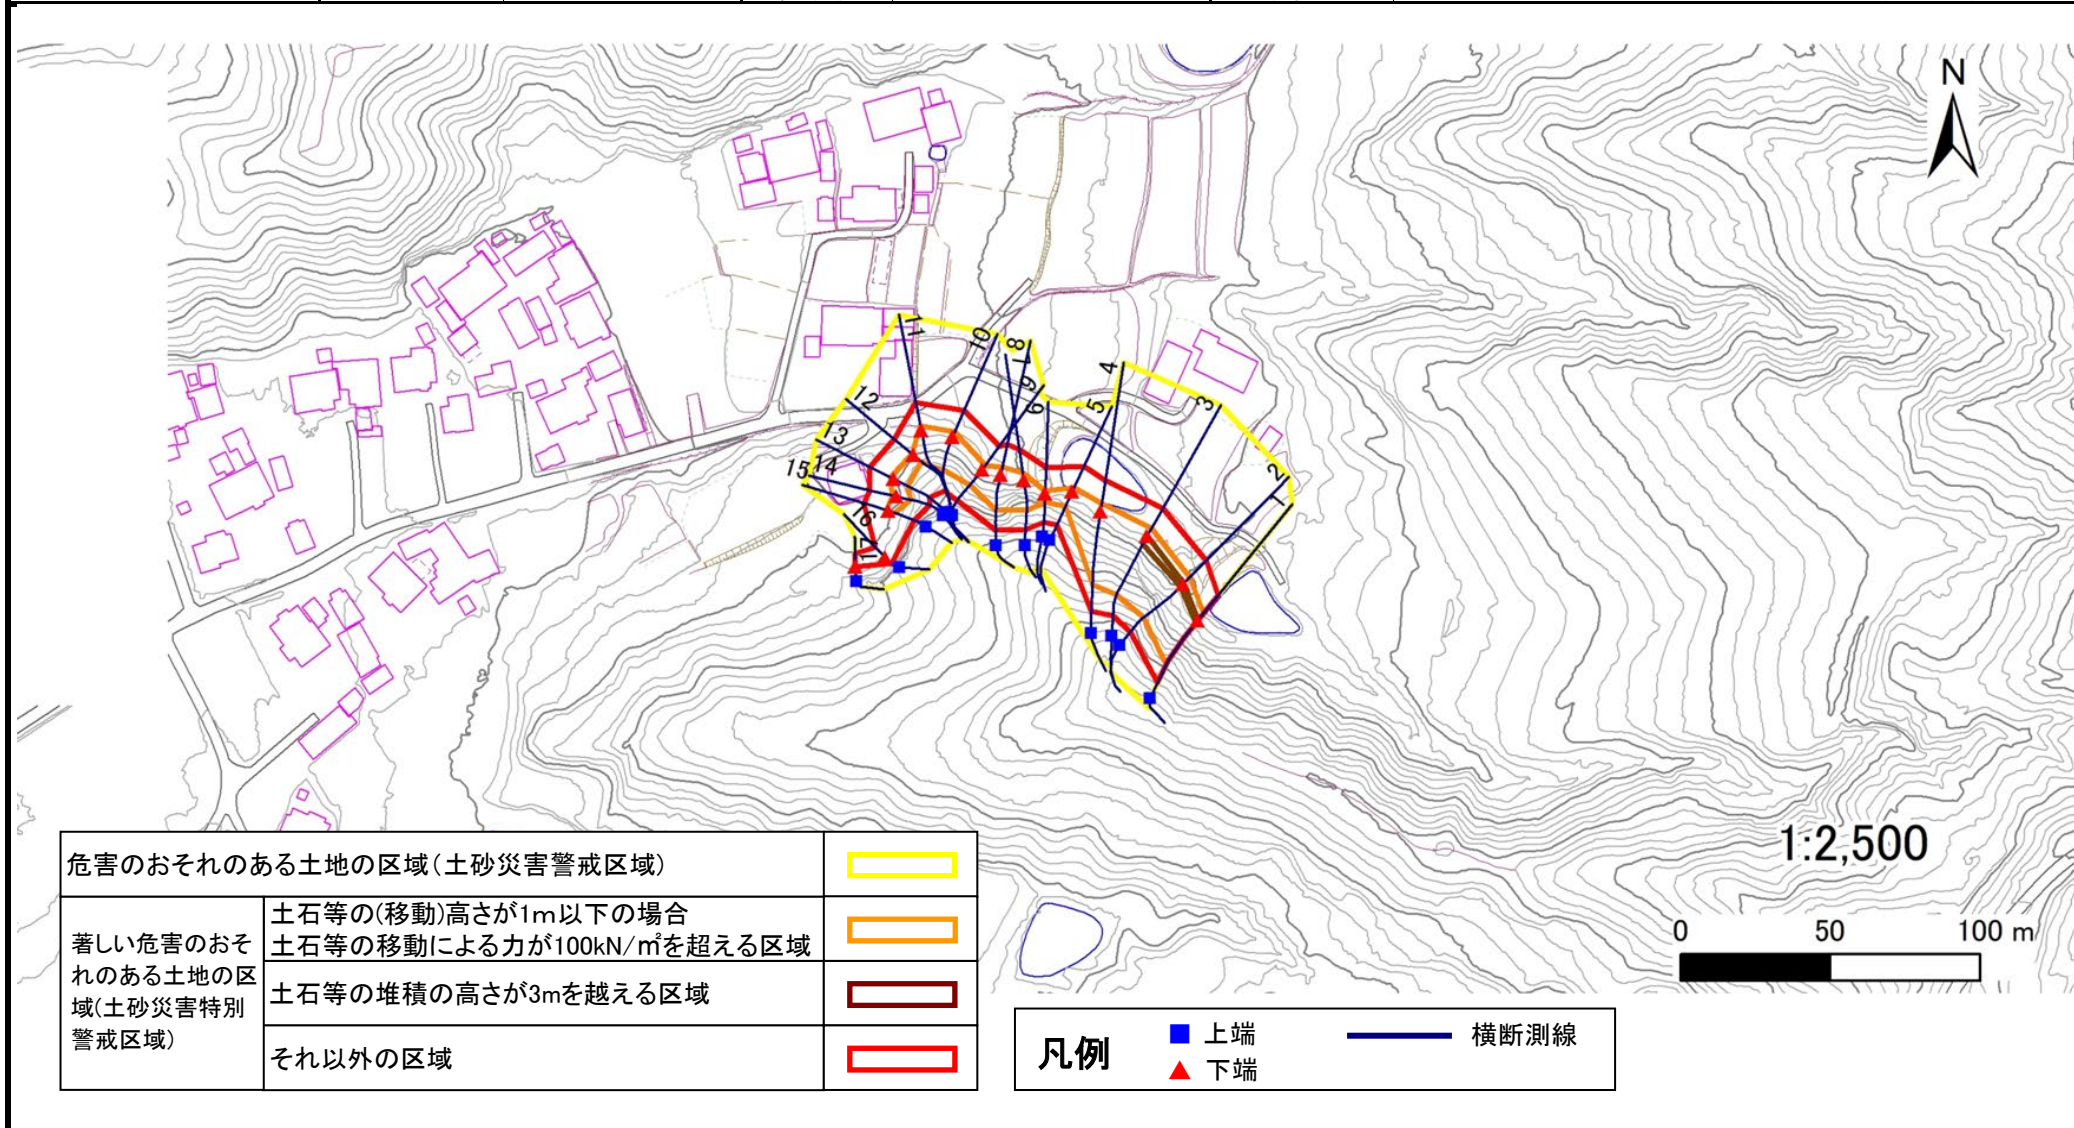 N
11
10
8
7
9
6
5
4
3
2
1
12
13
15
14
16
17
1:2,500
0 50 100 m
危害のおそれのある土地の区域(土砂災害警戒区域)
著しい危害のおそ
れのある土地の区
域(土砂災害特別
警戒区域)
土石等の(移動)高さが1m以下の場合
土石等の移動による力が100kN/㎡を超える区域
土石等の堆積の高さが3mを越える区域
それ以外の区域
凡例
上端 横断測線
下端